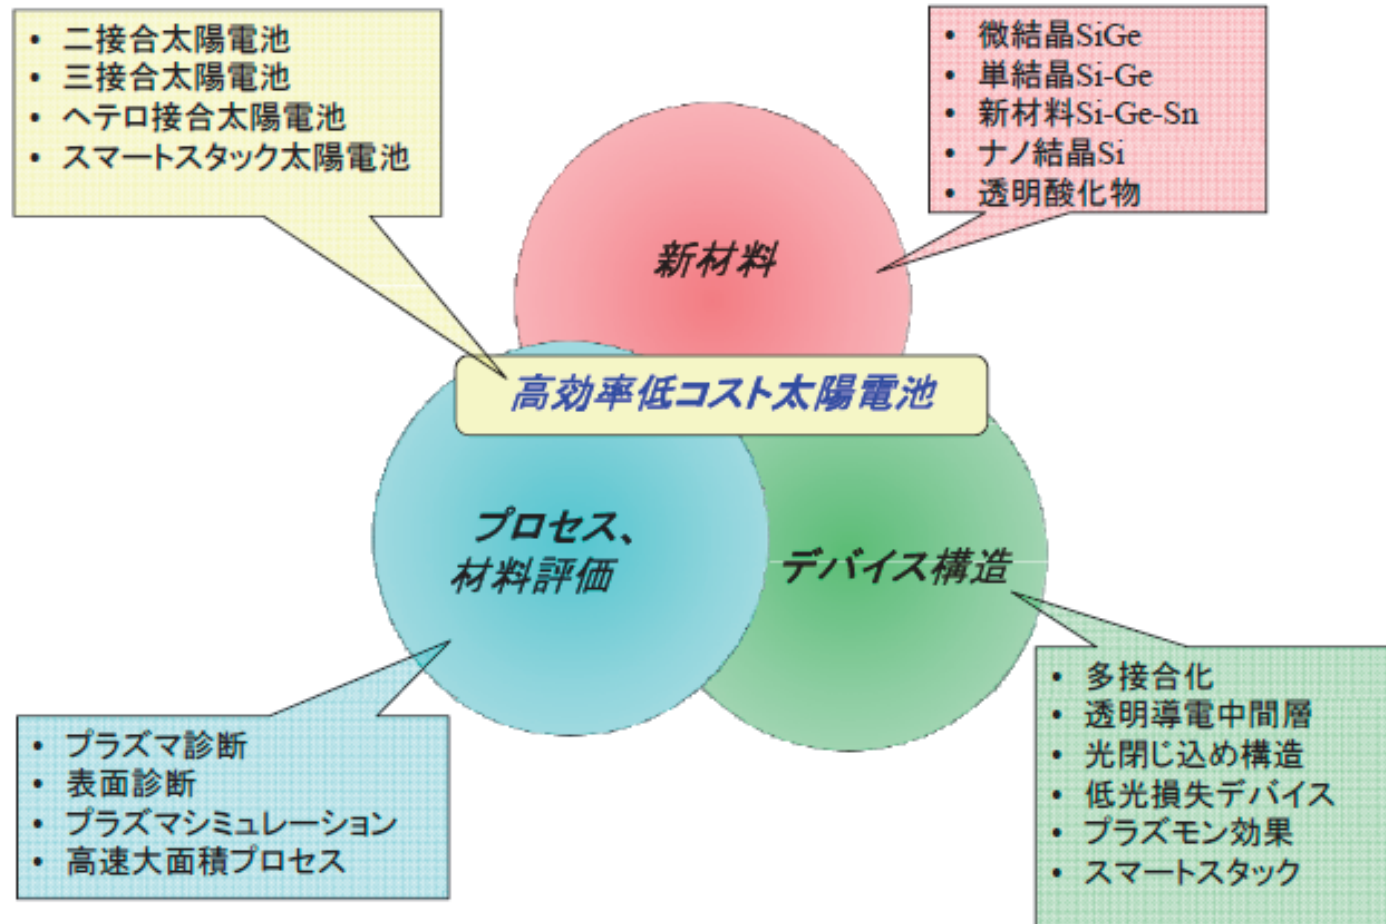 • 二接合太陽電池
• 三接合太陽電池
• ヘテロ接合太陽電池
• スマートスタック太陽電池
• 微結晶SiGe
• 単結晶Si-Ge
• 新材料Si-Ge-Sn
• ナノ結晶Si
• 透明酸化物
新材料
高効率低コスト太陽電池
プロセス、
材料評価
デバイス構造
• プラズマ診断
• 表面診断
• プラズマシミュレーション
• 高速大面積プロセス
• 多接合化
• 透明導電中間層
• 光閉じ込め構造
• 低光損失デバイス
• プラズモン効果
• スマートスタック